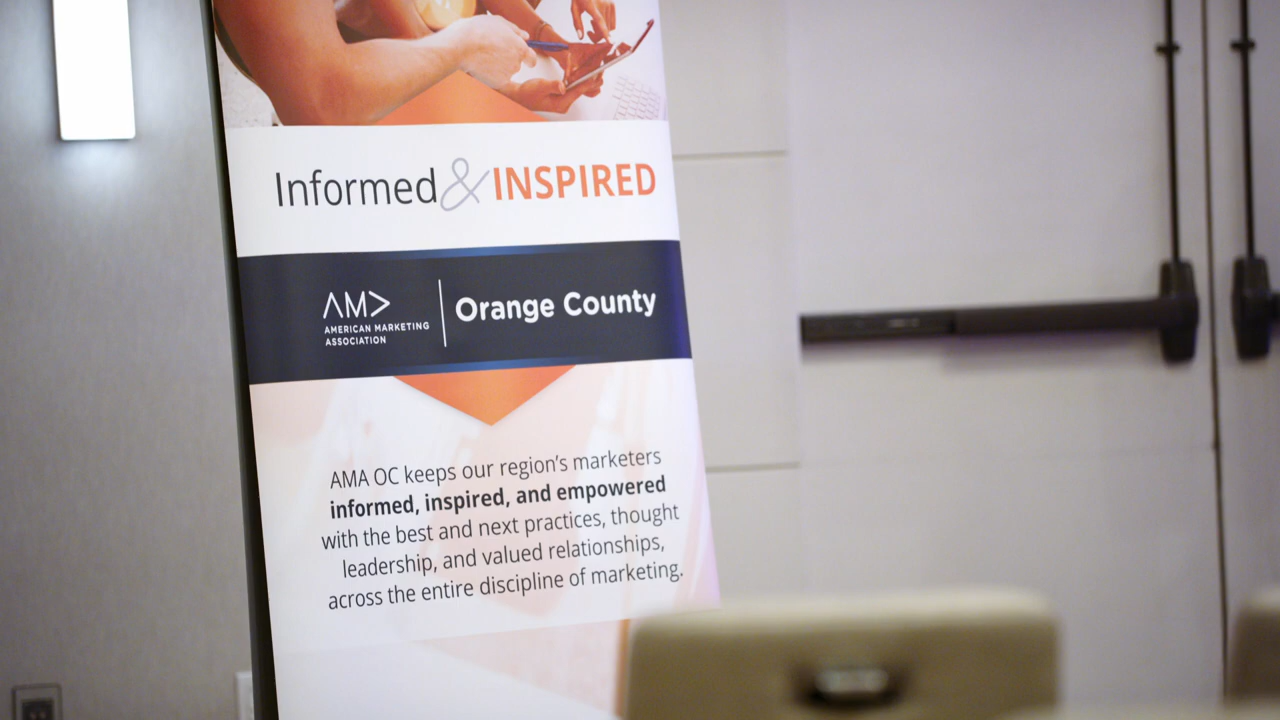 Informed & INSPIRED
AMA
AMERICAN MARKETING
ASSOCIATION
Orange County
AMA OC keeps our region's marketers
informed, inspired, and empowered
with the best and next practices, thought
leadership, and valued relationships,
across the entire discipline of marketing.